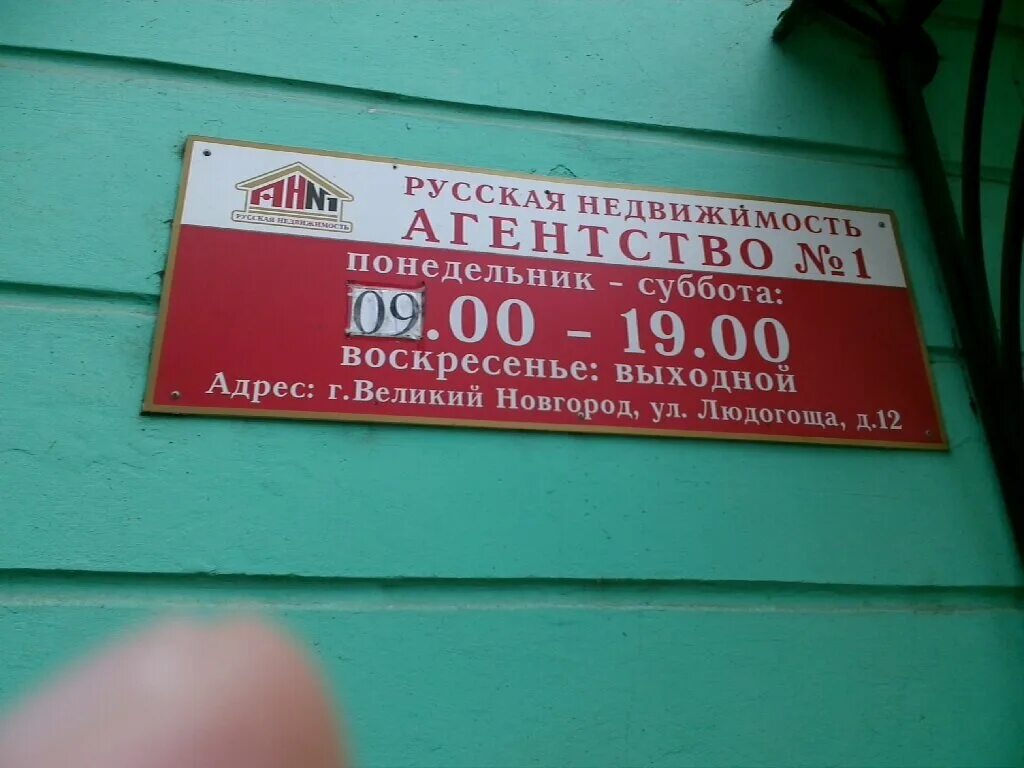 АНN1
РУССКАЯ НЕДВИЖИМОСТЬ
РУССКАЯ НЕДВИЖИМОСТЬ
АГЕНТСТВО №1
понедельник - суббота:
09.00 - 19.00
воскресенье: выходной
Адрес: г.Великий Новгород, ул. Людогоща, д.12